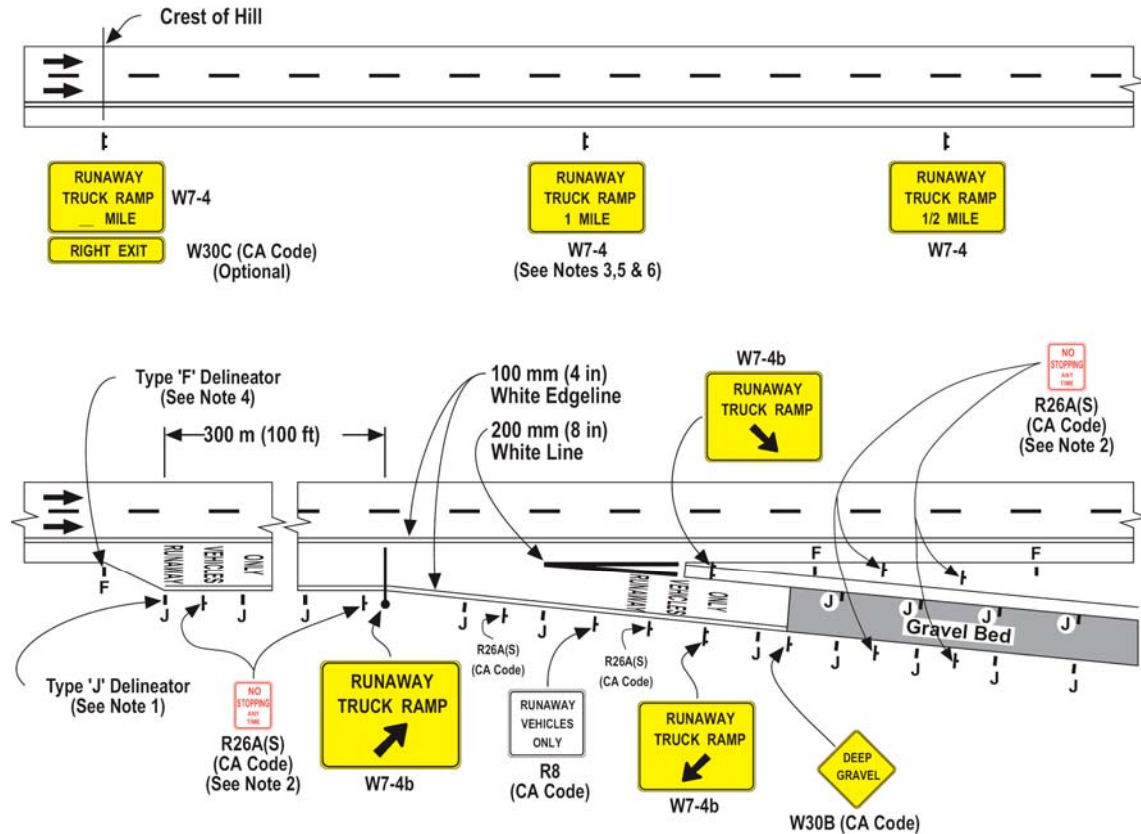 Crest of Hill
RUNAWAY
TRUCK RAMP
__ MILE
W7-4
RIGHT EXIT
W30C (CA Code)
(Optional)
RUNAWAY
TRUCK RAMP
1 MILE
W7-4
(See Notes 3,5 & 6)
RUNAWAY
TRUCK RAMP
1/2 MILE
W7-4
Type 'F' Delineator
(See Note 4)
300 m (100 ft)
100 mm (4 in)
White Edgeline
200 mm (8 in)
White Line
W7-4b
RUNAWAY
TRUCK RAMP
NO
STOPPING
ANY
TIME
R26A(S)
(CA Code)
(See Note 2)
F
RUNAWAY
VEHICLES
ONLY
J
J
J
J
Type 'J' Delineator
(See Note 1)
NO
STOPPING
ANY
TIME
R26A(S)
(CA Code)
(See Note 2)
RUNAWAY
TRUCK RAMP
W7-4b
J
R26A(S)
(CA Code)
J
RUNAWAY
VEHICLES
ONLY
R8
(CA Code)
R26A(S)
(CA Code)
RUNAWAY
VEHICLES
ONLY
J
RUNAWAY
TRUCK RAMP
W7-4b
F
F
J
J
J
J
Gravel Bed
J
J
J
J
DEEP
GRAVEL
W30B (CA Code)